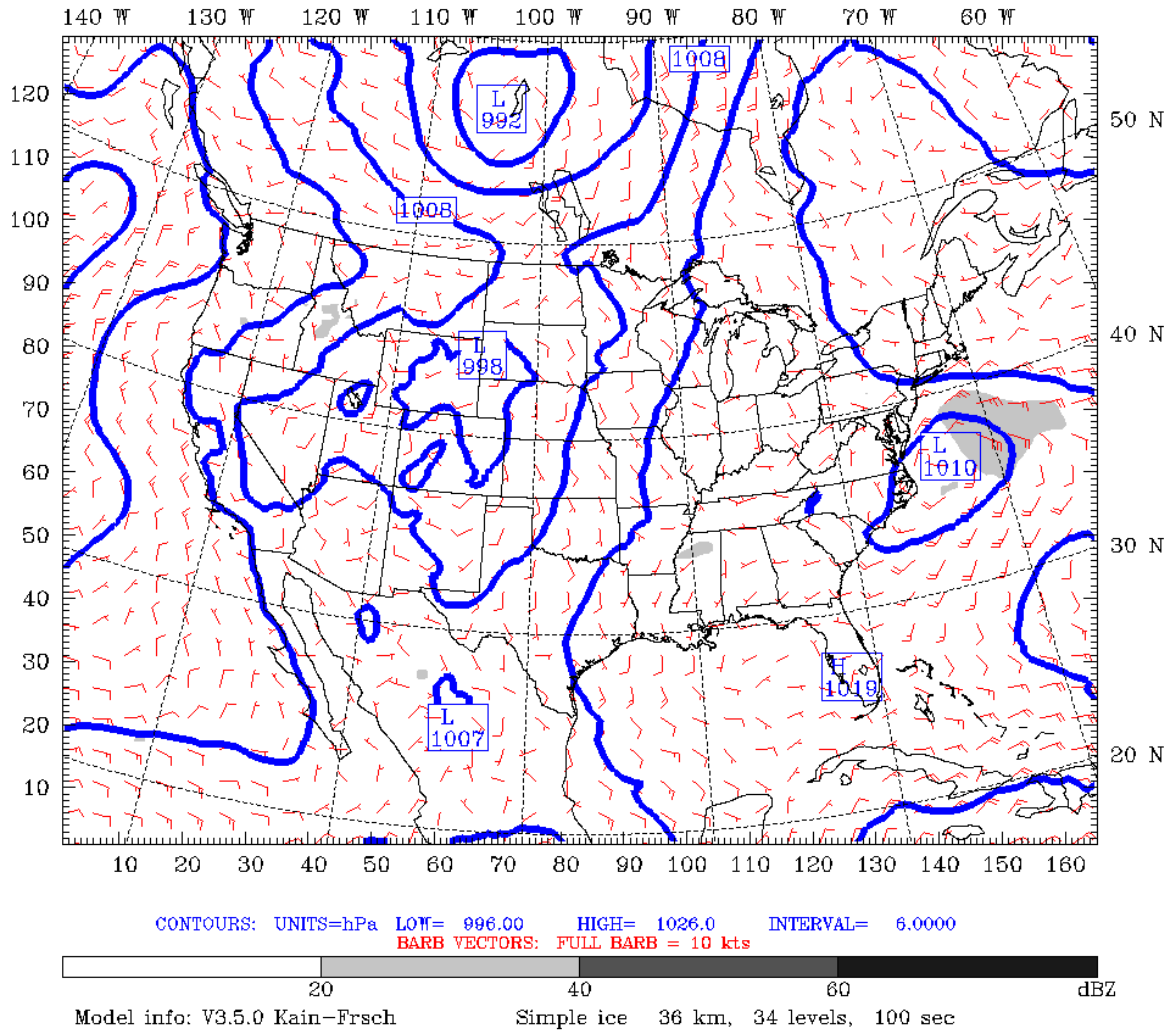 140 W 130 W 120 W 110 W 100 W 90 W 80 W 70 W 60 W
1008
120
L
992
50 N
110
100
1008
90
40 N
80
L
998
70
60
L
1010
50
30 N
40
30
H
1019
20
L
1007
20 N
10
10 20 30 40 50 60 70 80 90 100 110 120 130 140 150 160
CONTOURS: UNITS=hPa LOW= 996.00 HIGH= 1026.0 INTERVAL= 6.0000
BARB VECTORS: FULL BARB = 10 kts
20 40 60 dBZ
Model info: V3.5.0 Kain-Frsch Simple ice 36 km, 34 levels, 100 sec